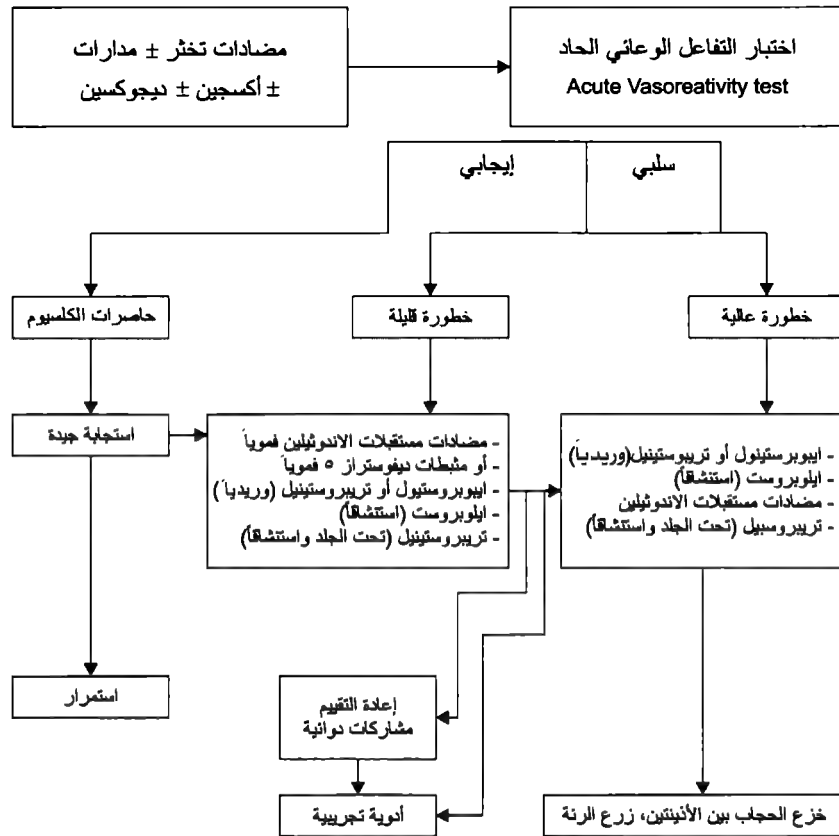 اختبار التفاعل الوعائي الحاد
Acute Vasoreativity test
مضادات تخثر ± مدارات
± أكسجين ± ديجوكسين
سلبي
إيجابي
خطورة عالية
خطورة قليلة
حاصرات الكلسيوم
استجابة جيدة
- مضادات مستقبلات الاندوثيلين فموياً
- أو مثبطات ديفوستراز ٥ فموياً
- ايبوبروستيول أو تريبروستينيل (وريدياً)
- ايلوبروست (استنشاقاً)
- تريبروستينيل (تحت الجلد واستنشاقاً)
- ايبوبرستينول أو تريبوستينيل(وريدياً)
- ايلوبروست (استنشاقاً)
- مضادات مستقبلات الاندوثيلين
- تريبروسبيل (تحت الجلد واستنشاقاً)
استمرار
إعادة التقييم
مشاركات دوائية
أدوية تجريبية
خزع الحجاب بين الأذينتين، زرع الرئة